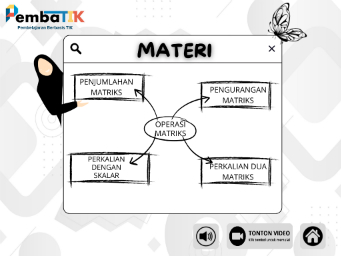 PembaTIK
Pembelajaran Berbasis TIK
MATERI
PENJUMLAHAN
MATRIKS
PENGURANGAN
MATRIKS
OPERASI
MATRIKS
PERKALIAN
DENGAN
SKALAR
PERKALIAN DUA
MATRIKS
TONTON VIDEO